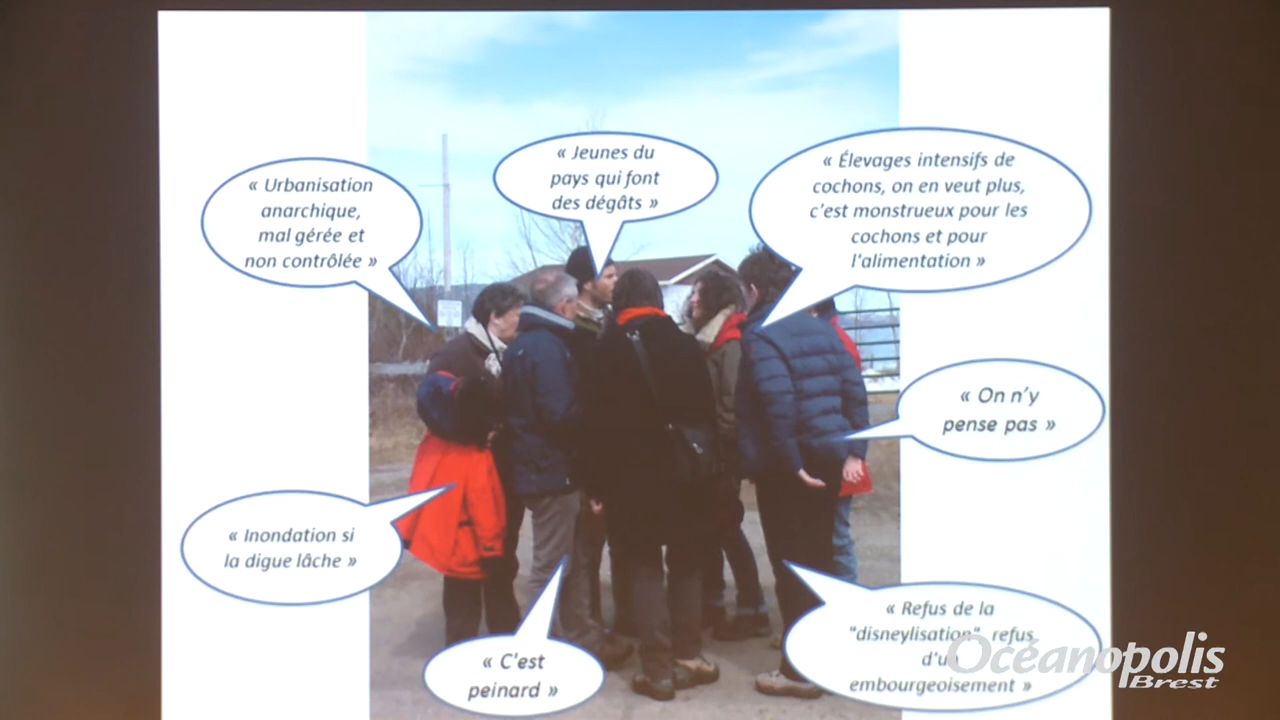 « Jeunes du
pays qui font
des dégâts »
« Urbanisation
anarchique,
mal gérée et
non contrôlée »
« Élevages intensifs de
cochons, on en veut plus,
c'est monstrueux pour les
cochons et pour
l'alimentation »
« On n'y
pense pas »
« Inondation si
la digue lâche »
« C'est
peinard »
« Refus de la
"disneylisation", refus
embourgeoisement »
Océanopolis
Brest